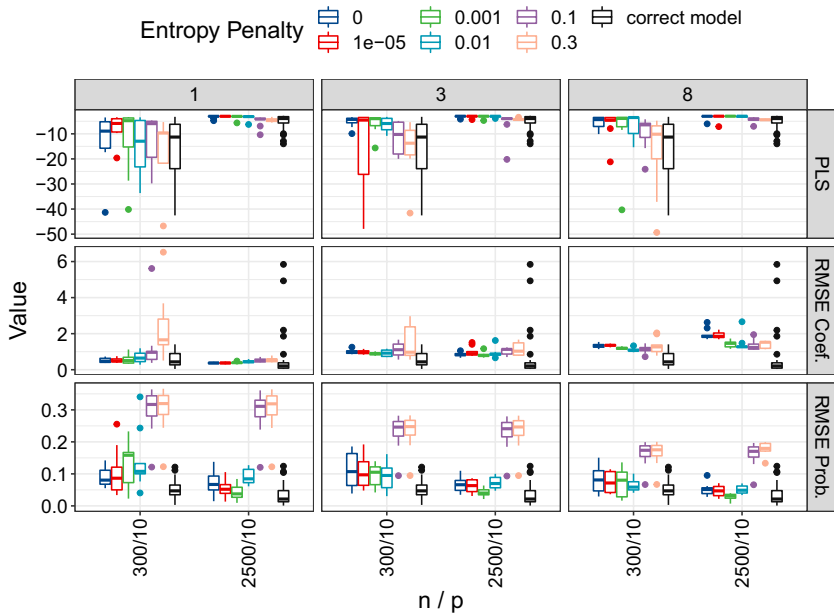 Entropy Penalty
0 0.001 0.1 correct model
1e−05 0.01 0.3
1 3 8
−10
−20
−30
−40
−50
PLS
6
4
2
0
RMSE Coef.
Value
0.3
0.2
0.1
0.0
RMSE Prob.
300/10 2500/10 300/10 2500/10 300/10 2500/10
n / p